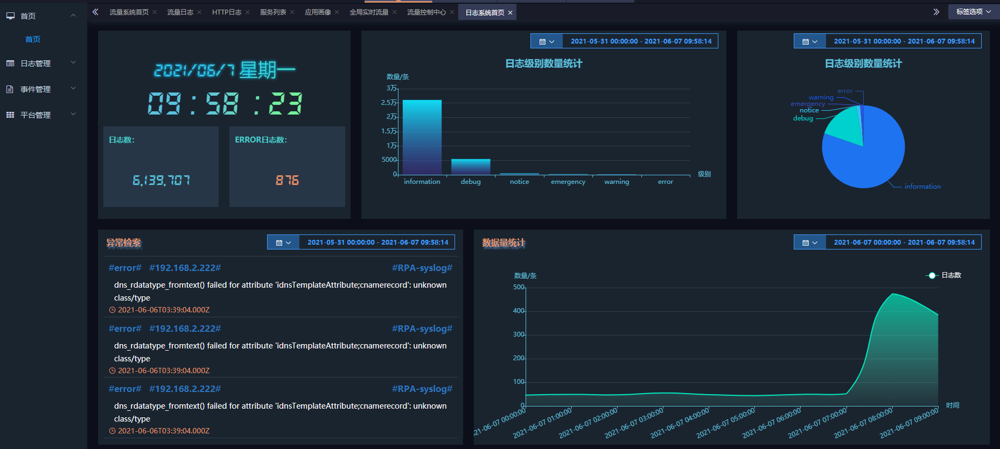 首页
首页
日志管理
事件管理
平台管理
流量系统首页
流量日志
HTTP日志
服务列表
应用画像
全局实时流量
流量控制中心
日志系统首页
标签选项
2021/06/7 星期一
09:58:23
日志数:
6,139,707
ERROR日志数:
876
2021-05-31 00:00:00 - 2021-06-07 09:58:14
日志级别数量统计
数量/条
3万
2.5万
2万
1.5万
1万
5000
0
information
debug
notice
emergency
warning
error
级别
2021-05-31 00:00:00 - 2021-06-07 09:58:14
日志级别数量统计
error
warning
emergency
notice
debug
information
异常检索
2021-05-31 00:00:00 - 2021-06-07 09:58:14
#error# #192.168.2.222# #RPA-syslog#
dns_rdatatype_fromtext() failed for attribute 'idnsTemplateAttribute;cnamerecord': unknown
class/type
2021-06-06T03:39:04.000Z
#error# #192.168.2.222# #RPA-syslog#
dns_rdatatype_fromtext() failed for attribute 'idnsTemplateAttribute;cnamerecord': unknown
class/type
2021-06-06T03:39:04.000Z
#error# #192.168.2.222# #RPA-syslog#
dns_rdatatype_fromtext() failed for attribute 'idnsTemplateAttribute;cnamerecord': unknown
class/type
2021-06-06T03:39:04.000Z
数据量统计
2021-06-07 00:00:00 - 2021-06-07 09:58:14
数量/条
日志数
500
400
300
200
100
0
21-06-07 00:00:00
2021-06-07 01:00:00
2021-06-07 02:00:00
2021-06-07 03:00:00
2021-06-07 04:00:00
2021-06-07 05:00:00
2021-06-07 06:00:00
2021-06-07 07:00:00
2021-06-07 08:00:00
2021-06-07 09:00:00
时间